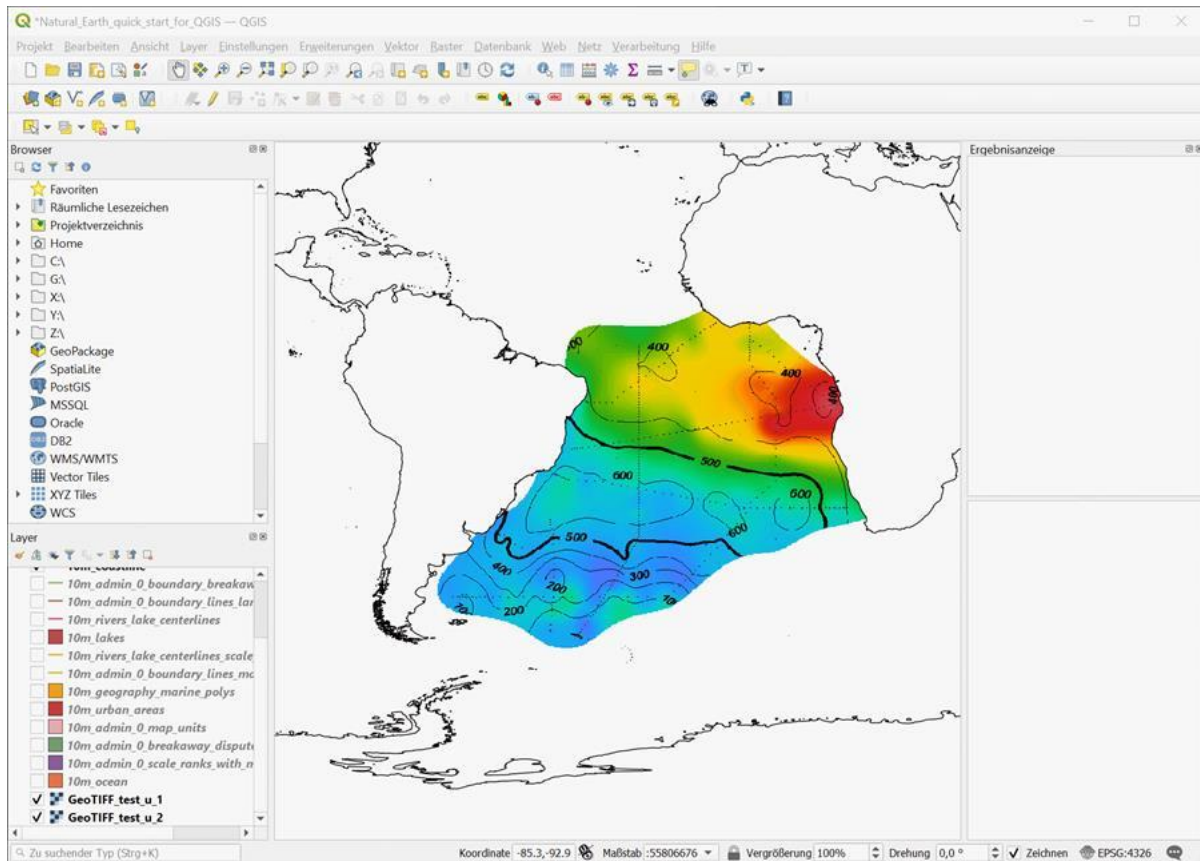 *Natural_Earth_quick_start_for_QGIS — QGIS
Projekt Bearbeiten Ansicht Layer Einstellungen Erweiterungen Vektor Raster Datenbank Web Netz Verarbeitung Hilfe
Browser
Favoriten
Räumliche Lesezeichen
Projektverzeichnis
Home
C:\
G:\
X:\
Y:\
Z:\
GeoPackage
SpatiaLite
PostGIS
MSSQL
Oracle
DB2
WMS/WMTS
Vector Tiles
XYZ Tiles
WCS
Layer
10m_coastline
10m_admin_0_boundary_breakaw
10m_admin_0_boundary_lines_lan
10m_rivers_lake_centerlines
10m_lakes
10m_rivers_lake_centerlines_scale
10m_admin_0_boundary_lines_ma
10m_geography_marine_polys
10m_urban_areas
10m_admin_0_map_units
10m_admin_0_breakaway_dispute
10m_admin_0_scale_ranks_with_m
10m_ocean
GeoTIFF_test_u_1
GeoTIFF_test_u_2
400
400
400
500
600
600
600
500
400
300
200
200
Ergebnisanzeige
Zu suchender Typ (Strg+K)
Koordinate -85.3,-92.9 Maßstab :55806676 Vergrößerung 100% Drehung 0,0 ° Zeichnen EPSG:4326